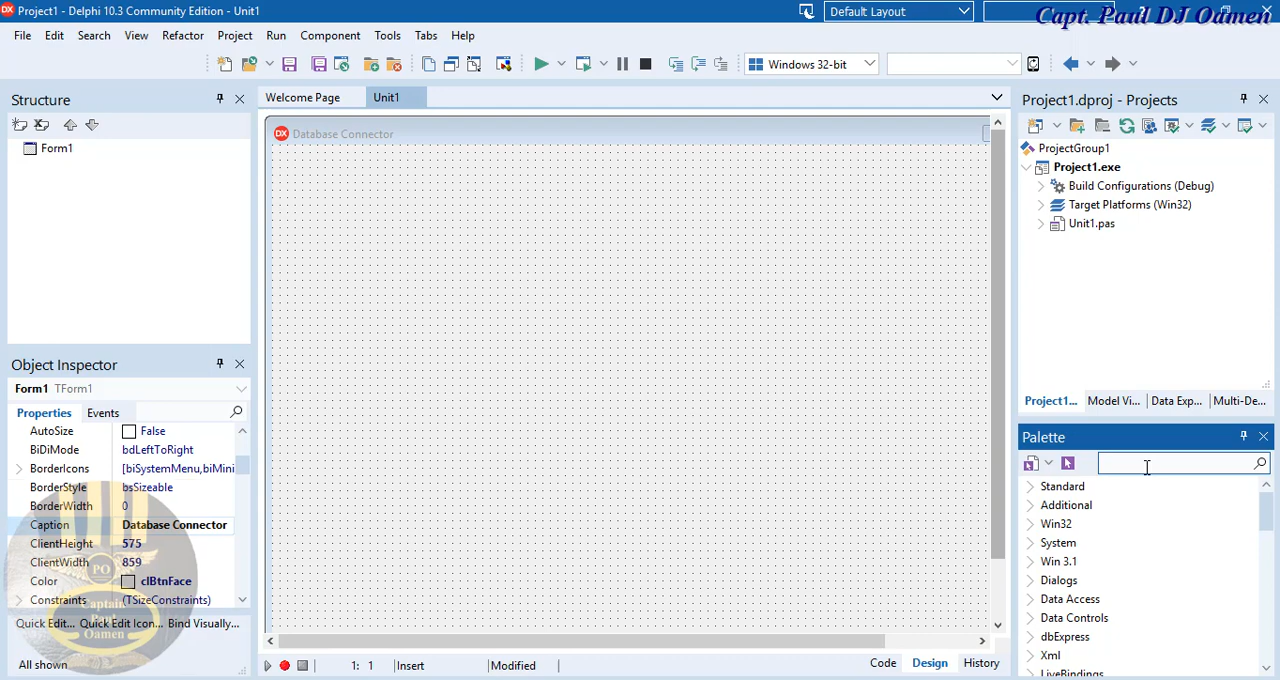 Project1 - Delphi 10.3 Community Edition - Unit1
Default Layout
Capt. Paul DJ Oamen
File Edit Search View Refactor Project Run Component Tools Tabs Help
Windows 32-bit
Structure
Form1
Welcome Page Unit1
Database Connector
Project1.dproj - Projects
ProjectGroup1
Project1.exe
Build Configurations (Debug)
Target Platforms (Win32)
Unit1.pas
Project1... Model Vi... Data Exp... Multi-De...
Object Inspector
Form1 TForm1
Properties Events
AutoSize False
BiDiMode bdLeftToRight
BorderIcons [biSystemMenu,biMini
BorderStyle bsSizeable
BorderWidth 0
Caption Database Connector
ClientHeight 575
ClientWidth 859
Color clBtnFace
Constraints (TSizeConstraints)
Quick Edit... Quick Edit Icon... Bind Visually...
All shown
PO
Captain
Paul
Oamen
1: 1 Insert Modified
Code Design History
Palette
Standard
Additional
Win32
System
Win 3.1
Dialogs
Data Access
Data Controls
dbExpress
Xml
LiveBindings